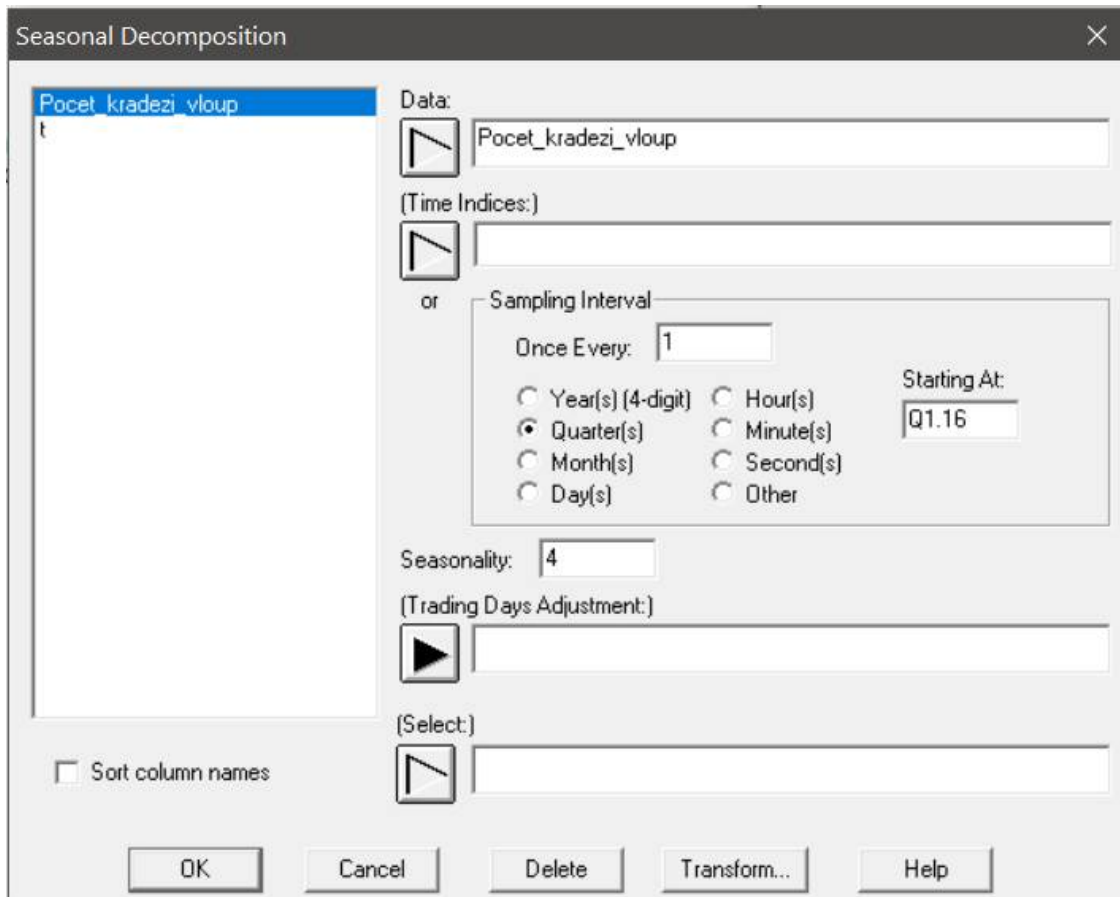 Seasonal Decomposition
Pocet_kradezi_vloup
t
Data:
Pocet_kradezi_vloup
(Time Indices:)
or
Sampling Interval
Once Every:
1
Year(s) (4-digit)
Hour(s)
Starting At:
Quarter(s)
Minute(s)
Q1.16
Month(s)
Second(s)
Day(s)
Other
Seasonality:
4
(Trading Days Adjustment:)
(Select:)
Sort column names
OK
Cancel
Delete
Transform...
Help